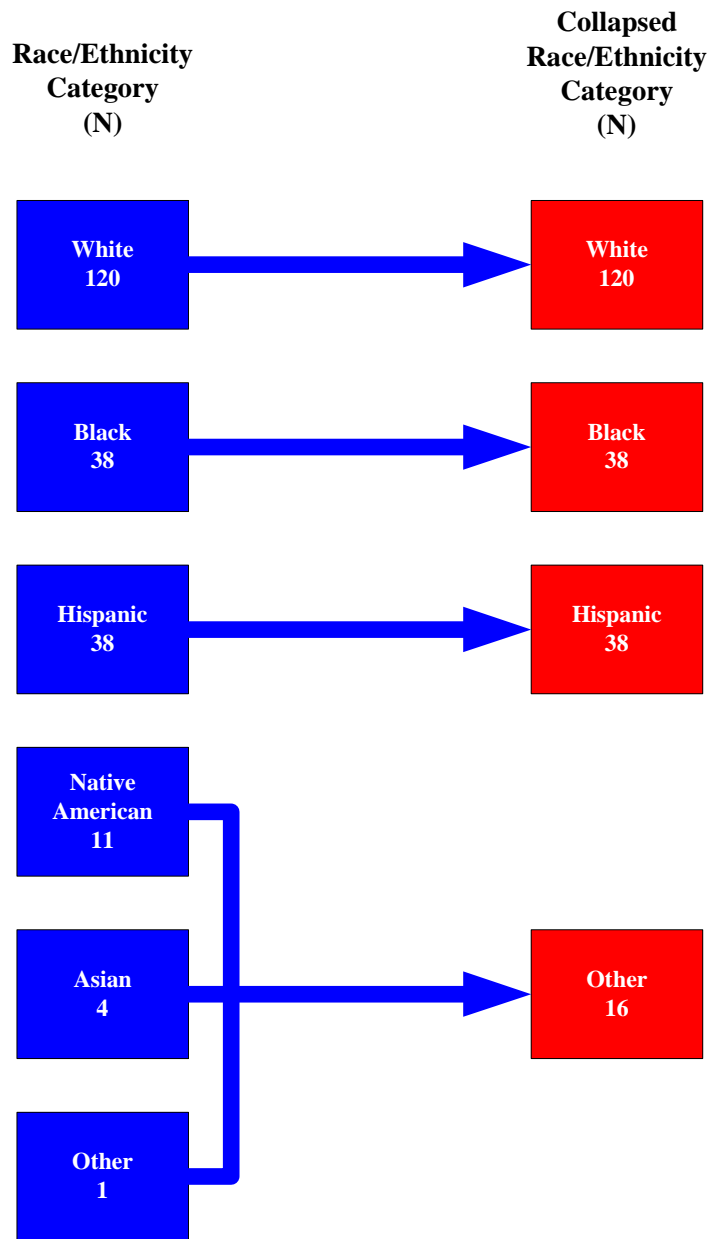 Race/Ethnicity
Category
(N)
Collapsed
Race/Ethnicity
Category
(N)
White
120
White
120
Black
38
Black
38
Hispanic
38
Hispanic
38
Native
American
11
Asian
4
Other
16
Other
1